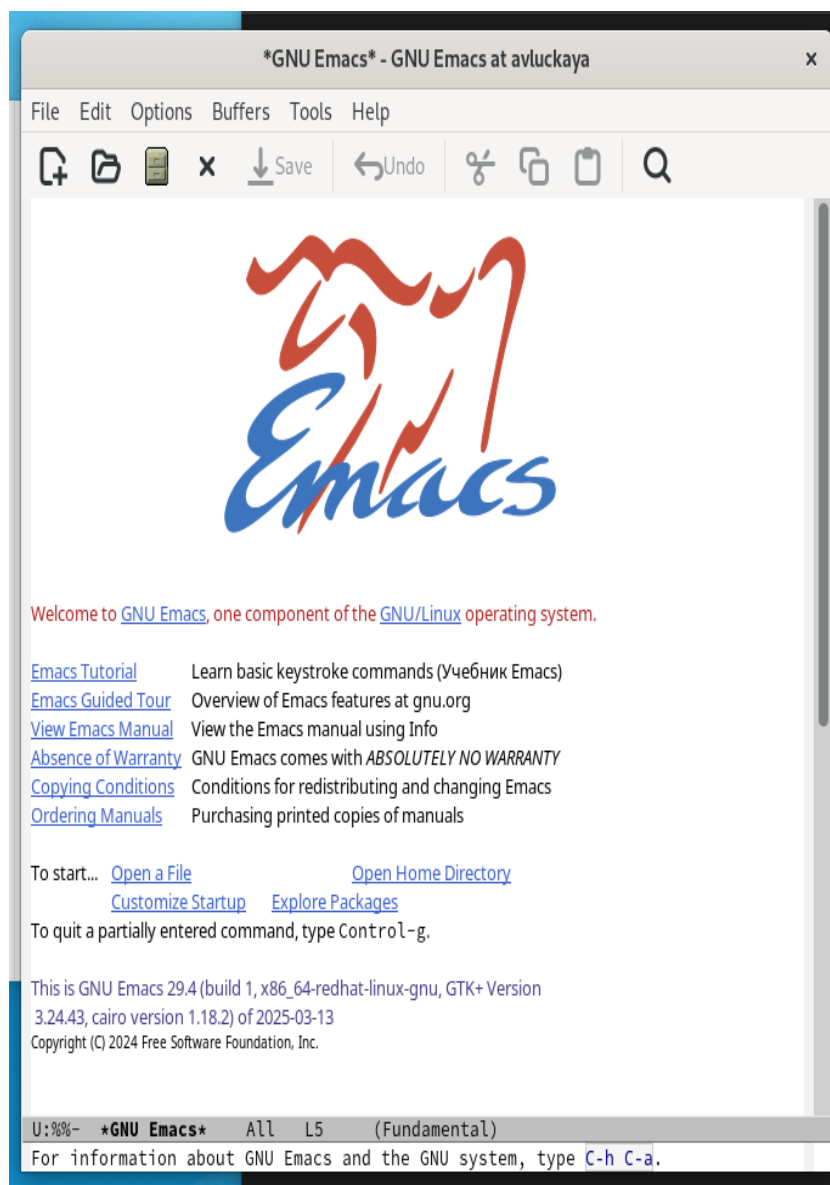 *GNU Emacs* - GNU Emacs at avluckaya x
File Edit Options Buffers Tools Help
Save Undo
Emacs
Welcome to GNU Emacs, one component of the GNU/Linux operating system.
Emacs Tutorial Learn basic keystroke commands (Учебник Emacs)
Emacs Guided Tour Overview of Emacs features at gnu.org
View Emacs Manual View the Emacs manual using Info
Absence of Warranty GNU Emacs comes with ABSOLUTELY NO WARRANTY
Copying Conditions Conditions for redistributing and changing Emacs
Ordering Manuals Purchasing printed copies of manuals
To start... Open a File Open Home Directory
Customize Startup Explore Packages
To quit a partially entered command, type Control-g.
This is GNU Emacs 29.4 (build 1, x86_64-redhat-linux-gnu, GTK+ Version
3.24.43, cairo version 1.18.2) of 2025-03-13
Copyright (C) 2024 Free Software Foundation, Inc.
U:%%- *GNU Emacs* All L5 (Fundamental)
For information about GNU Emacs and the GNU system, type C-h C-a.